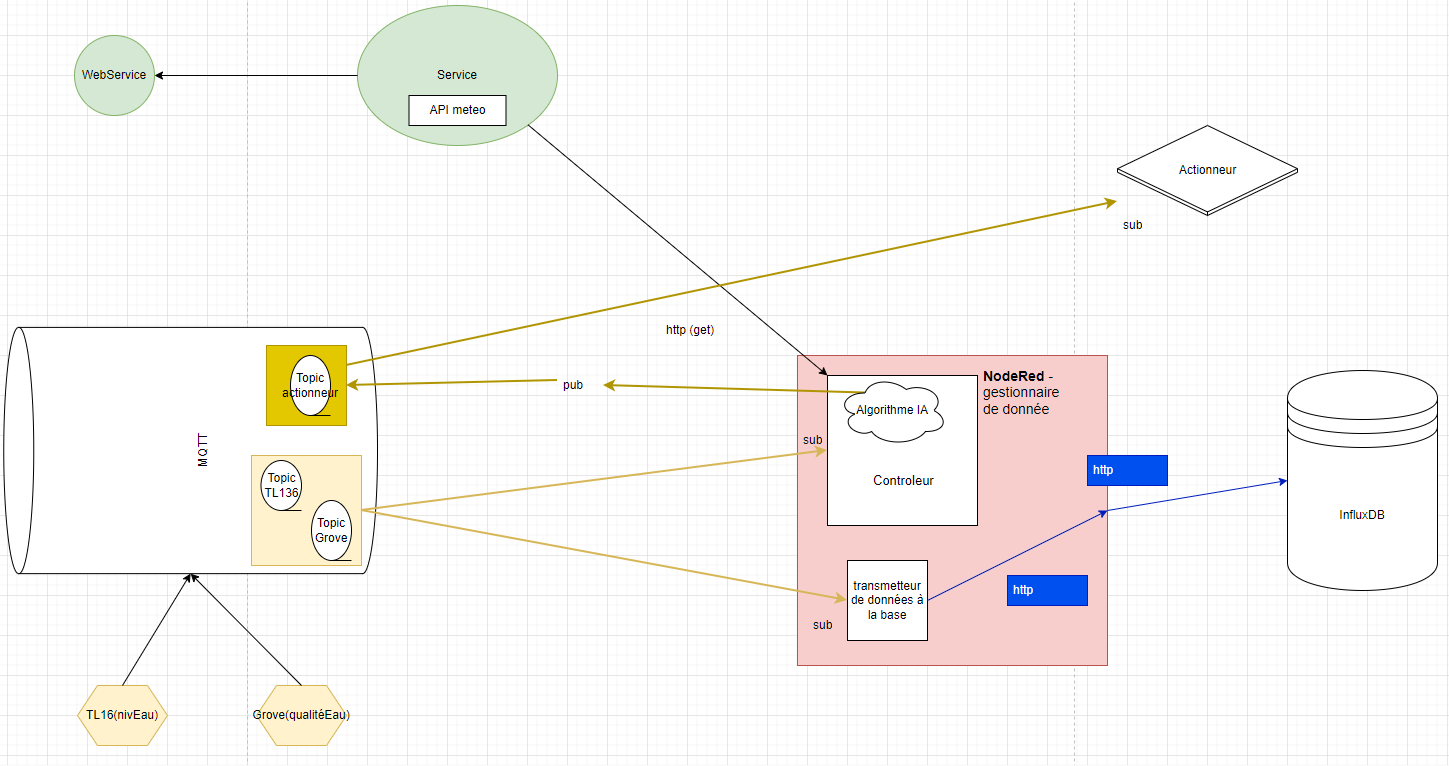 WebService
Service
API meteo
Actionneur
sub
http (get)
Topic
actionneur
pub
NodeRed -
gestionnaire
de donnée
Algorithme IA
sub
Controleur
MQTT
Topic
TL136
Topic
Grove
http
InfluxDB
transmetteur
de données à
la base
http
sub
TL16(nivEau)
Grove(qualitéEau)